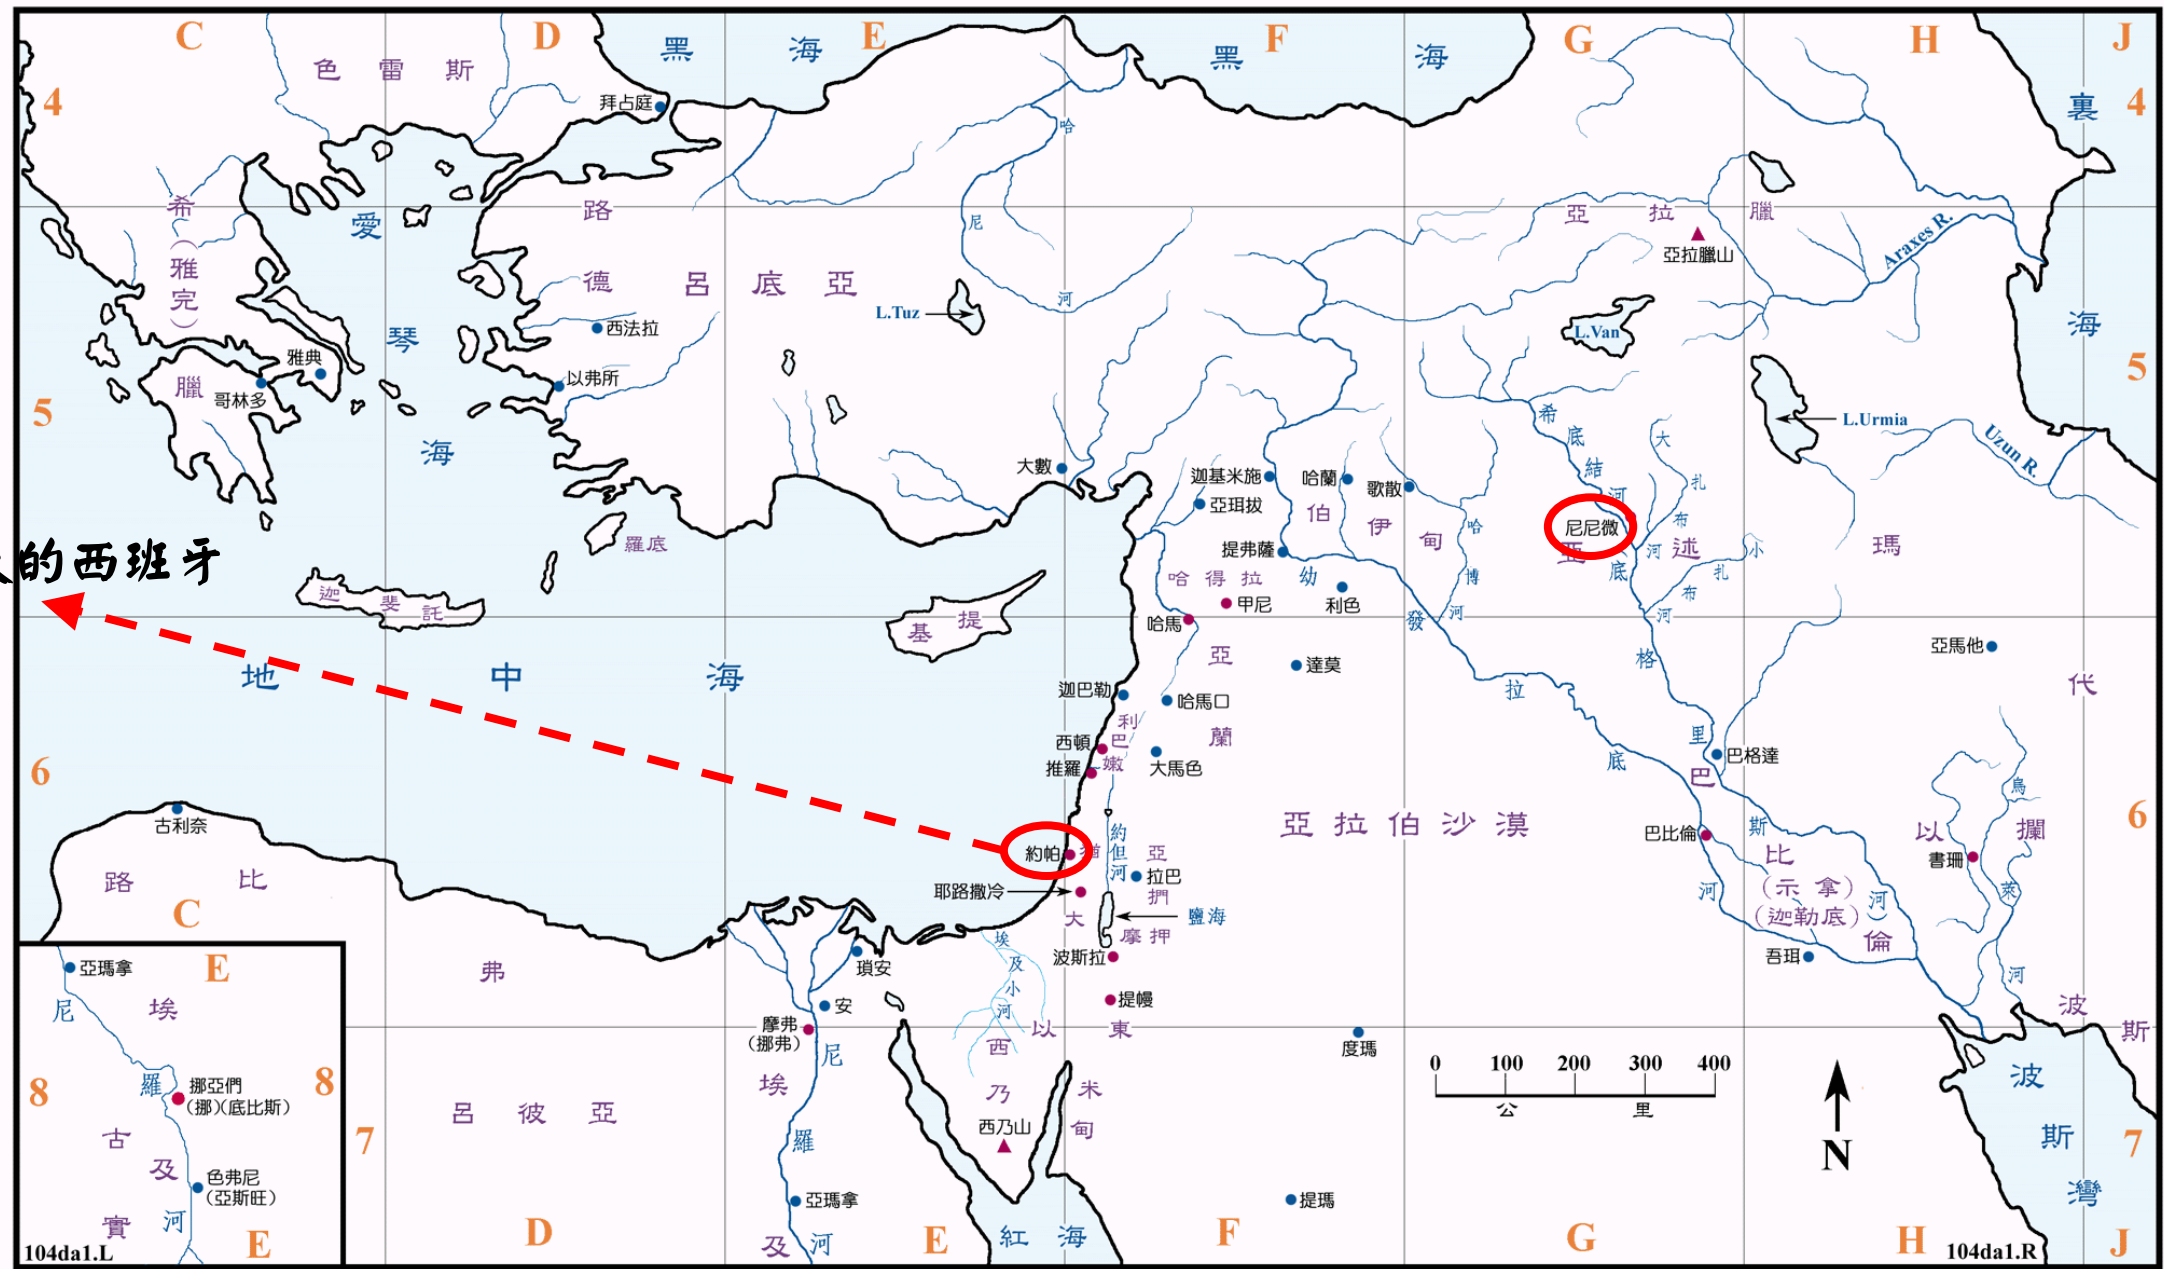 C D E F G H J
色 雷 斯
黑 海
黑 海
裏 海
4 4
拜占庭
哈 尼 河
希(雅完)臘
愛 琴 海
路 德
呂 底 亞
亞 拉 臘
亞拉臘山
Araxes R.
L.Tuz
L.Van
西法拉
雅典
哥林多
以弗所
5 5
L.Urmia
Uzun R.
大數
迦基米施
亞珥拔
哈蘭
歌散
伯 伊 甸
希底結河
大 扎 布 河
尼尼微
亞 述
瑪 代
的西班牙
羅底
迦 斐 託
基 提
提弗薩
哈 得 拉
甲尼
利色
幼 發 拉 底 河
哈 博 河
底 格 里 斯 河
小 扎 布 河
哈馬
亞 蘭
達莫
亞馬他
地 中 海
迦巴勒
哈馬口
利 巴 嫩
西頓
推羅
大馬色
巴格達
6 6
古利奈
約帕
猶 大
約但河
亞 捫
拉巴
耶路撒冷
鹽海
摩押
亞拉伯沙漠
巴比倫
巴 比 倫
(示 拿)
(迦勒底)
以 攔
書珊
烏 萊 河
路 比
C
弗
瑣安
埃及小河
波斯拉
吾珥
安
提幔
以 東
波 斯
摩弗
(挪弗)
尼 羅 河
西 乃
度瑪
0 100 200 300 400
公 里
N
波 斯 灣
埃 及
呂 彼 亞
米 甸
西乃山
7 7
亞瑪拿
提瑪
紅 海
D E F G H J
亞瑪拿
E
尼 羅 河
埃 及
8 8
挪亞們
(挪)(底比斯)
古 實
色弗尼
(亞斯旺)
E
104da1.L
104da1.R